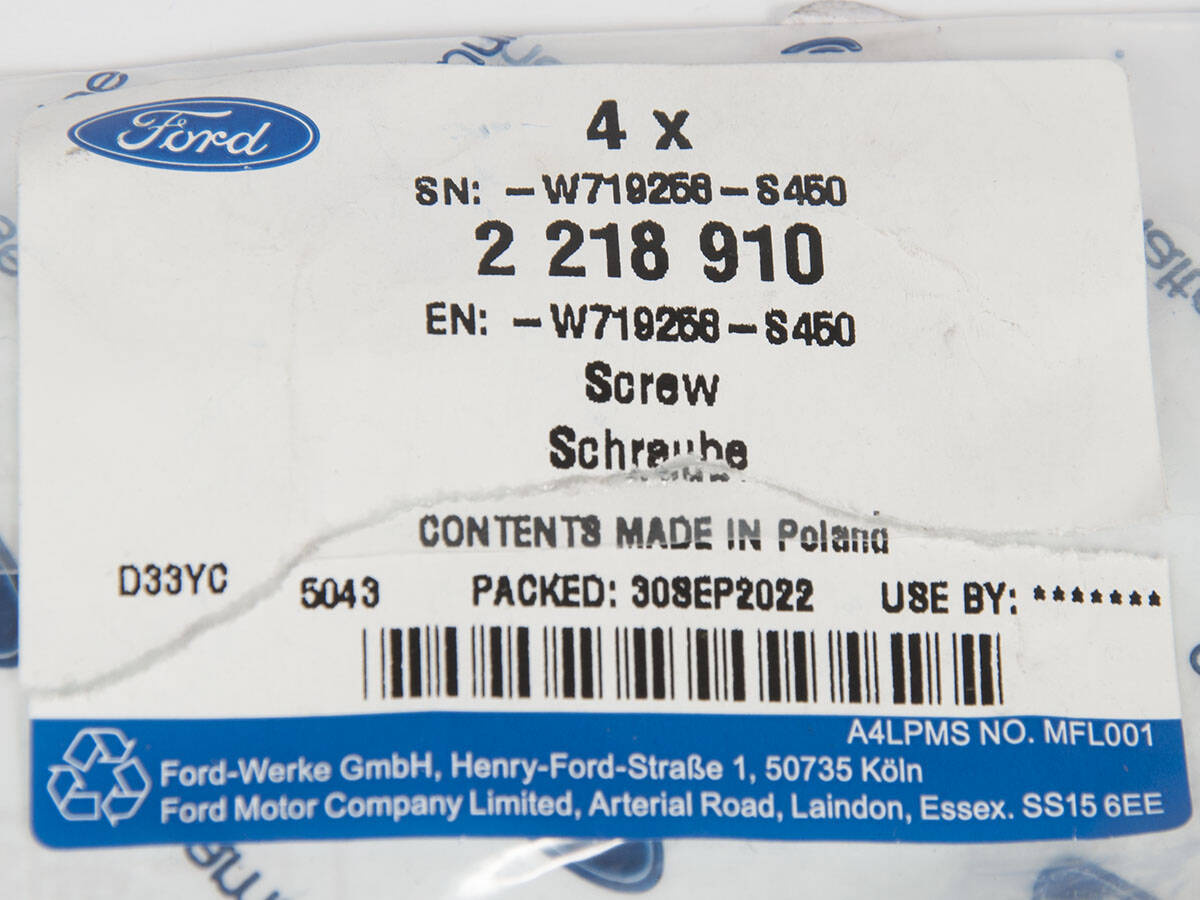 Ford
4 x
SN: –W719258–S450
2 218 910
EN: –W719258–S450
Screw
Schraube
CONTENTS MADE IN Poland
D33YC 5043 PACKED: 30SEP2022 USE BY: *******
A4LPMS NO. MFL001
Ford-Werke GmbH, Henry-Ford-Straße 1, 50735 Köln
Ford Motor Company Limited, Arterial Road, Laindon, Essex. SS15 6EE